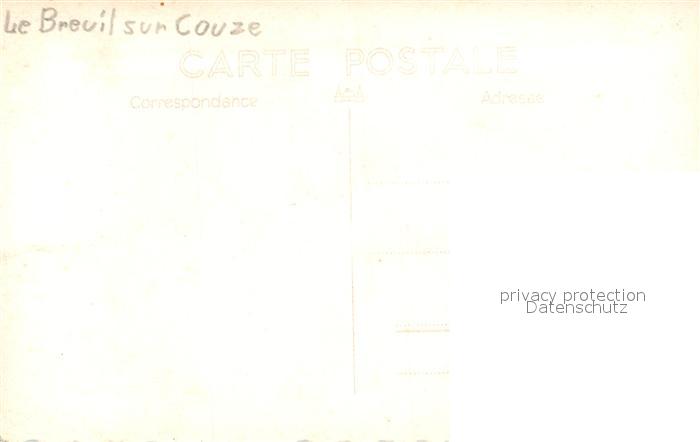 Le Breuil sur Couze
CARTE POSTALE
Correspondance
Adresse
privacy protection
Datenschutz